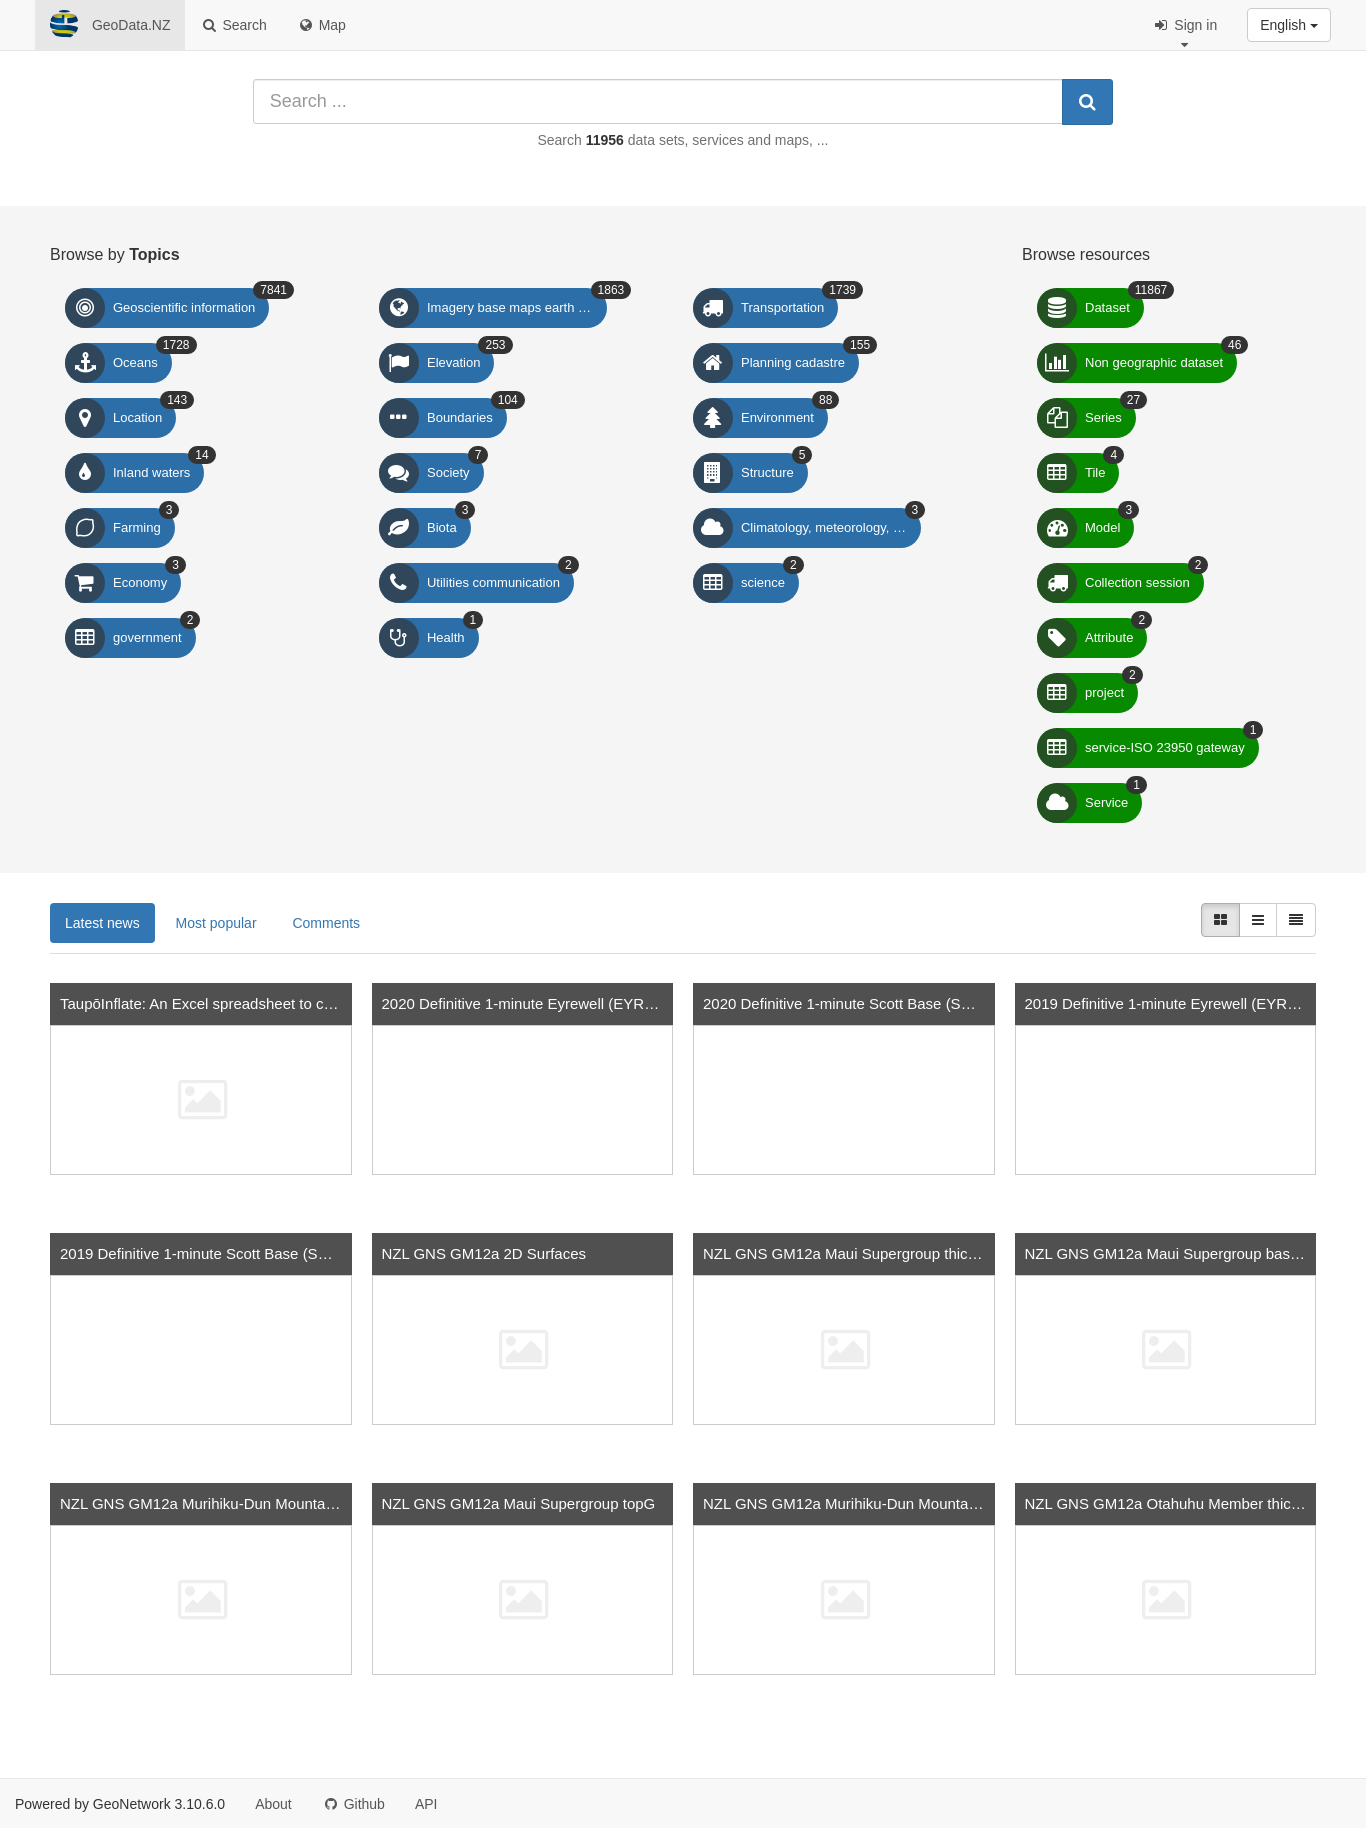 GeoData.NZ Search Map Sign in English
Search ...
Search 11956 data sets, services and maps, ...
Browse by Topics
Geoscientific information 7841
Imagery base maps earth … 1863
Transportation 1739
Oceans 1728
Elevation 253
Planning cadastre 155
Location 143
Boundaries 104
Environment 88
Inland waters 14
Society 7
Structure 5
Farming 3
Biota 3
Climatology, meteorology, … 3
Economy 3
Utilities communication 2
science 2
government 2
Health 1
Browse resources
Dataset 11867
Non geographic dataset 46
Series 27
Tile 4
Model 3
Collection session 2
Attribute 2
project 2
service-ISO 23950 gateway 1
Service 1
Latest news Most popular Comments
TaupōInflate: An Excel spreadsheet to c…
2020 Definitive 1-minute Eyrewell (EYR…
2020 Definitive 1-minute Scott Base (S…
2019 Definitive 1-minute Eyrewell (EYR…
2019 Definitive 1-minute Scott Base (S…
NZL GNS GM12a 2D Surfaces
NZL GNS GM12a Maui Supergroup thic…
NZL GNS GM12a Maui Supergroup bas…
NZL GNS GM12a Murihiku-Dun Mounta…
NZL GNS GM12a Maui Supergroup topG
NZL GNS GM12a Murihiku-Dun Mounta…
NZL GNS GM12a Otahuhu Member thic…
Powered by GeoNetwork 3.10.6.0 About Github API